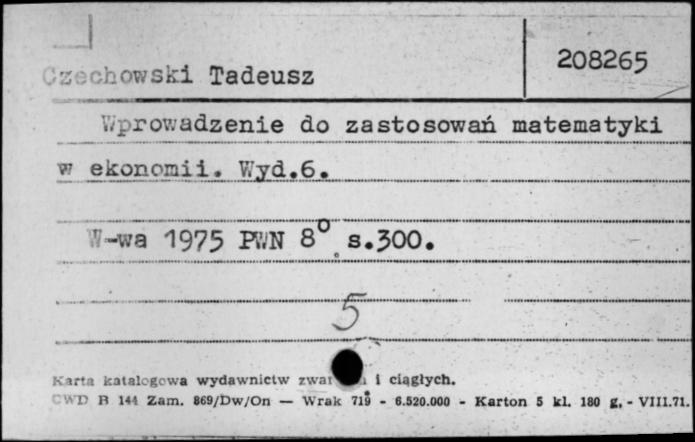 208265
Czechowski Tadeusz
Wprowadzenie do zastosowań matematyki
w ekonomii. Wyd.6.
W-wa 1975 PWN 8° s.300.
5
Karta katalogowa wydawnictw i ciągłych.
CWD B 144 Zam. 869/Dw/On — Wrak 719 - 6.520.000 - Karton 5 kl. 180 g. - VIII.71.